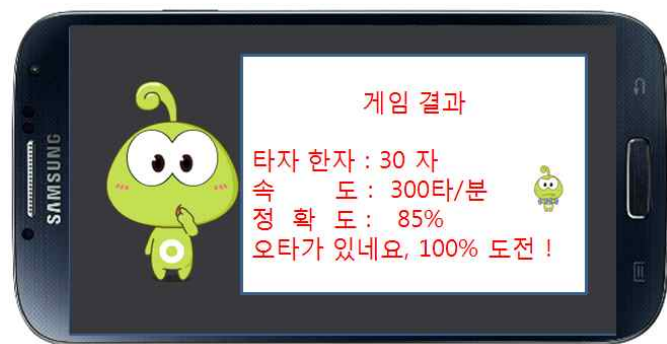 SAMSUNG
게임 결과
타자 한자 : 30 자
속 도 : 300타/분
정 확 도 : 85%
오타가 있네요, 100% 도전 !